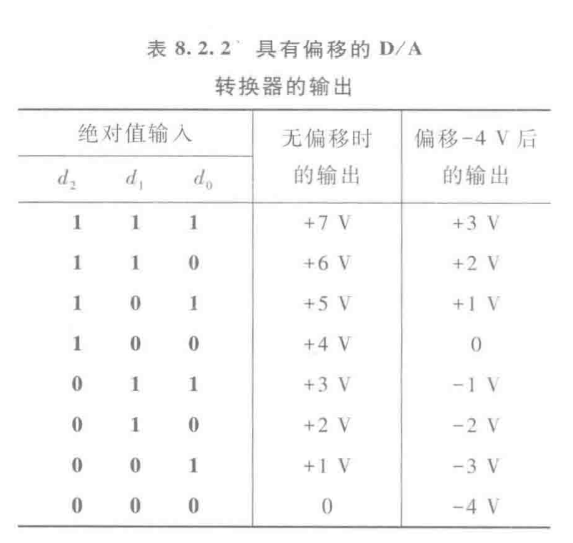 表 8.2.2 具有偏移的 D/A
转换器的输出
绝对值输入 无偏移时 偏移-4 V 后
d₂ d₁ d₀ 的输出 的输出
1 1 1 +7 V +3 V
1 1 0 +6 V +2 V
1 0 1 +5 V +1 V
1 0 0 +4 V 0
0 1 1 +3 V -1 V
0 1 0 +2 V -2 V
0 0 1 +1 V -3 V
0 0 0 0 -4 V